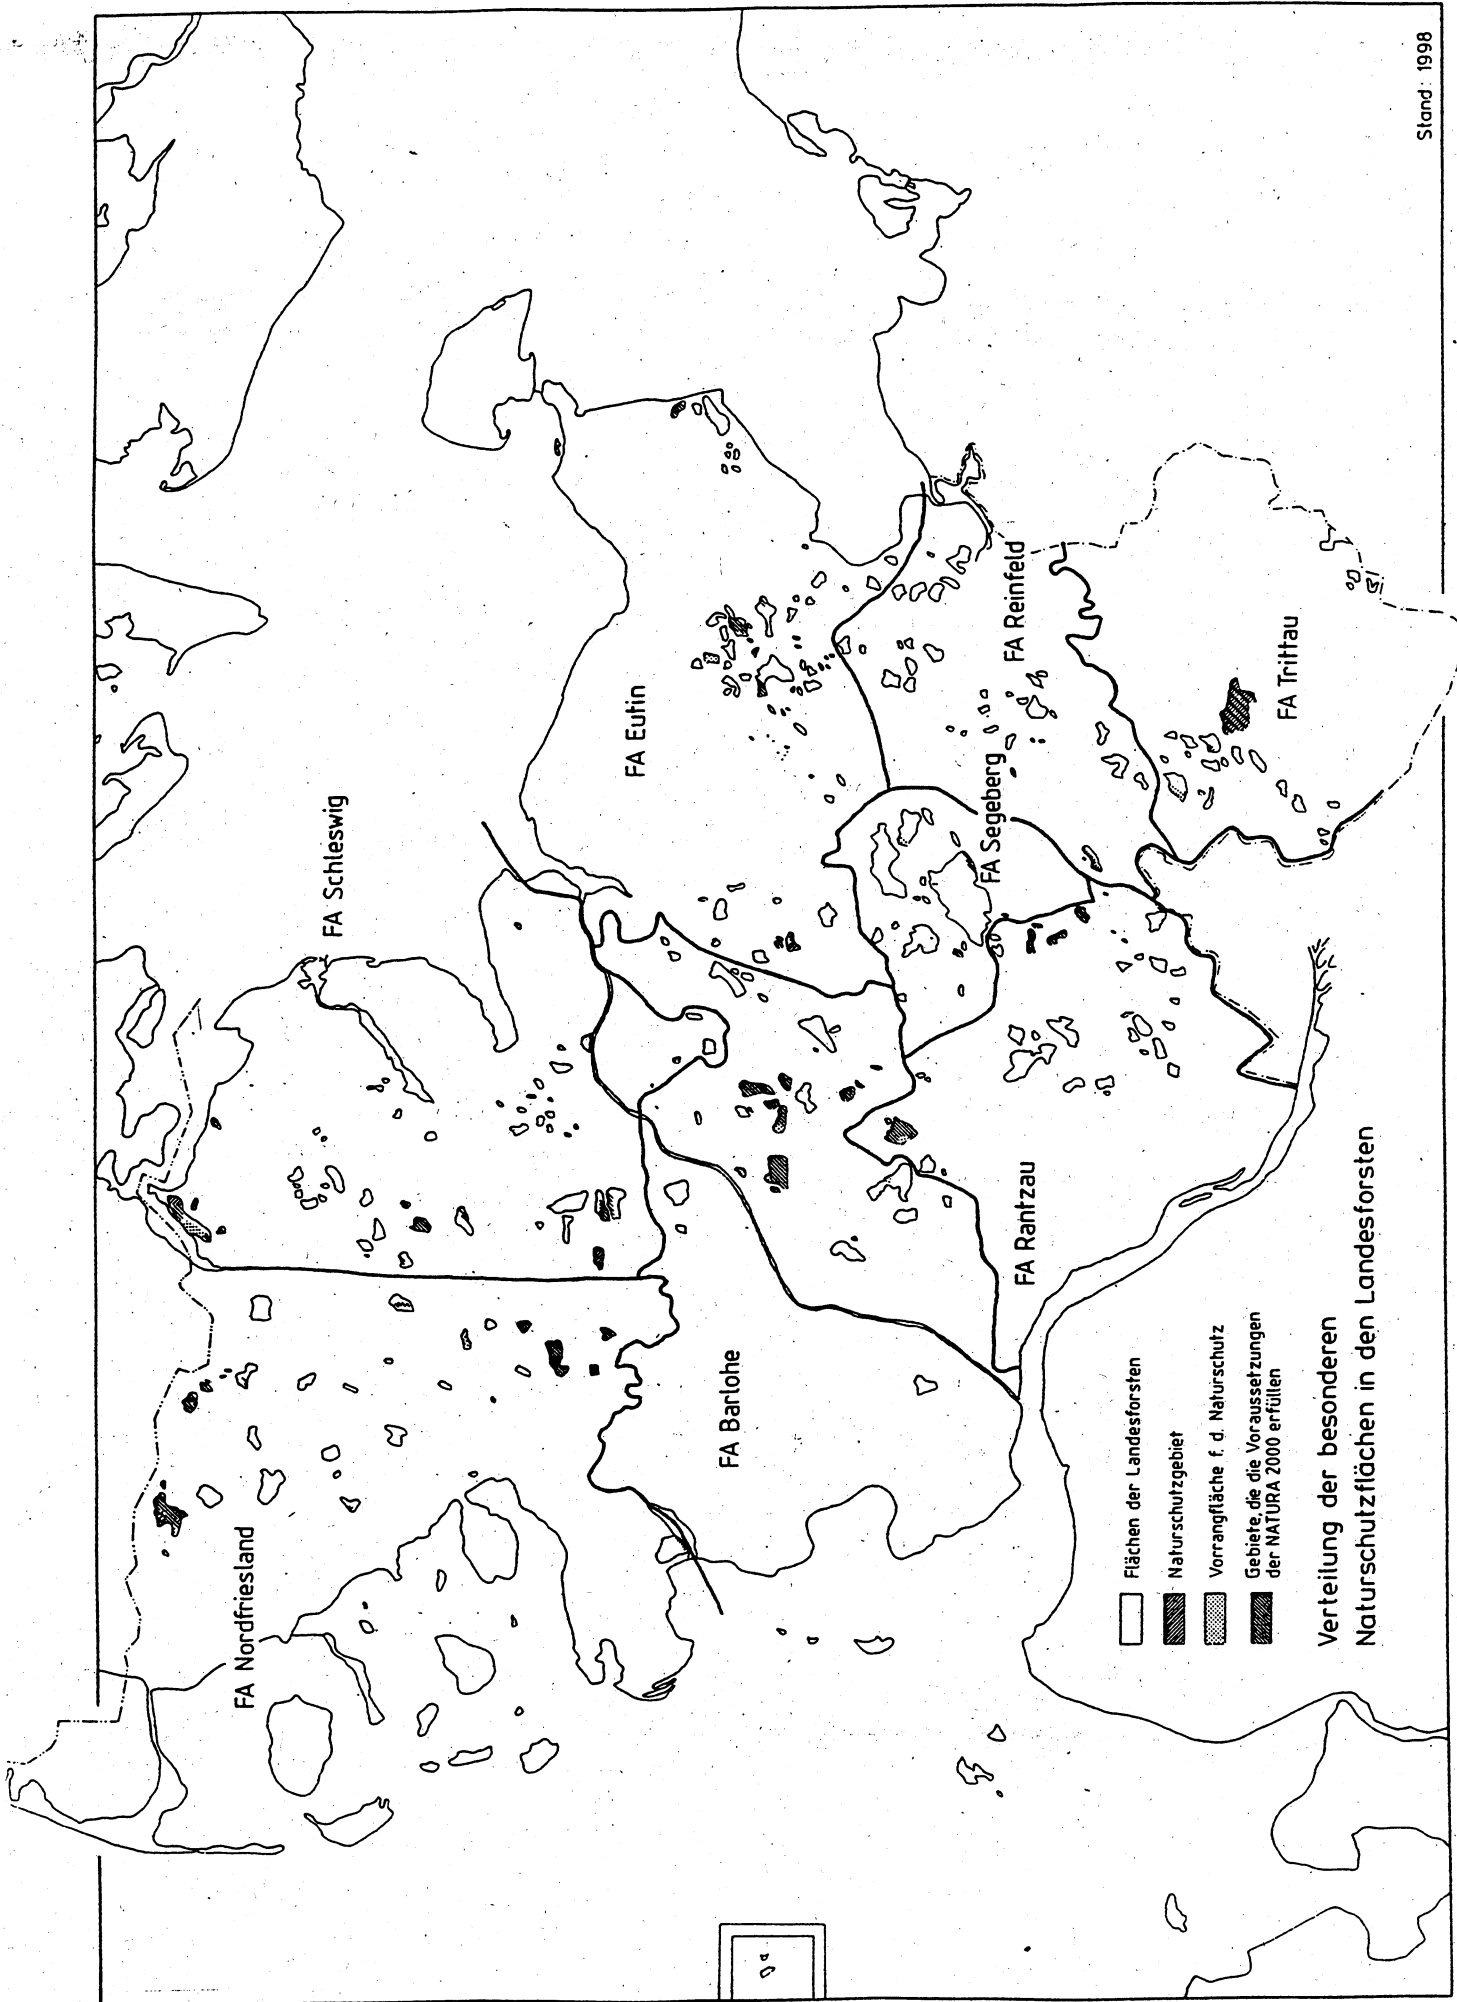 FA Nordfriesland
FA Schleswig
FA Barlohe
FA Eutin
FA Rantzau
FA Segeberg
FA Reinfeld
FA Trittau
Flächen der Landesforsten
Naturschutzgebiet
Vorrangfläche f. d. Naturschutz
Gebiete, die die Voraussetzungen
der NATURA 2000 erfüllen
Verteilung der besonderen
Naturschutzflächen in den Landesforsten
Stand: 1998